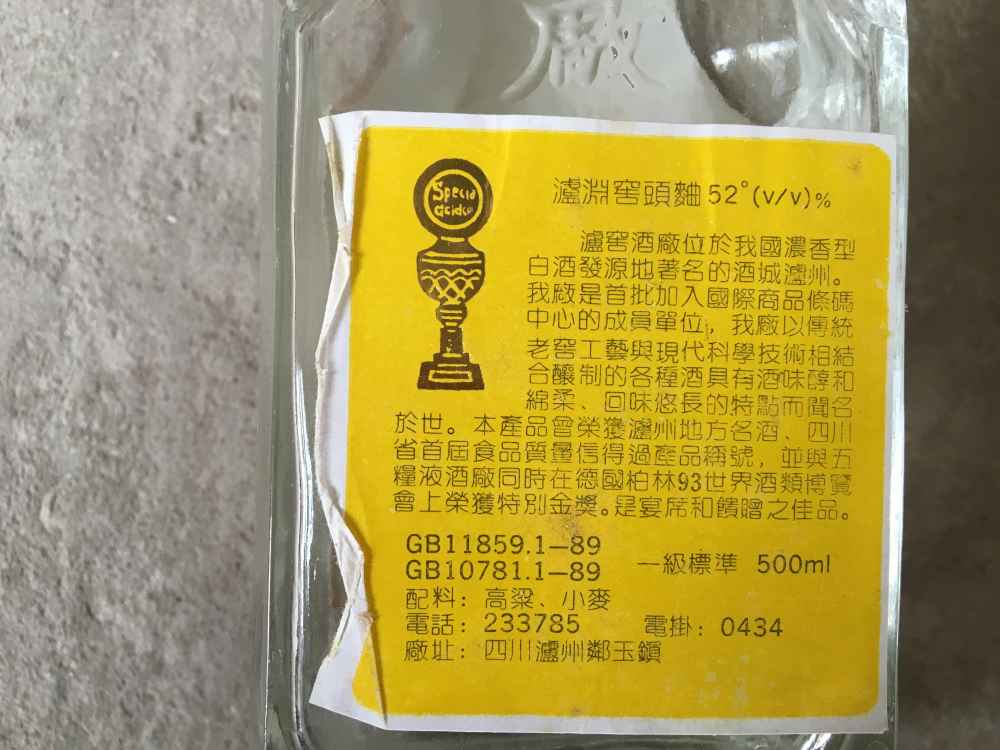 廠
Special
瀘淵窖頭麯 52°(v/v)%
瀘窖酒廠位於我國濃香型
白酒發源地著名的酒城瀘州。
我廠是首批加入國際商品條碼
中心的成員單位，我廠以傳統
老窖工藝與現代科學技術相結
合釀制的各種酒具有酒味醇和
綿柔、回味悠長的特點而聞名
於世。本產品曾榮獲瀘州地方名酒、四川
省首屆食品質量信得過產品稱號，並與五
糧液酒廠同時在德國柏林93世界酒類博覽
會上榮獲特別金獎。是宴席和饋贈之佳品。
GB11859.1—89
GB10781.1—89
一級標準 500ml
配料：高粱、小麥
電話：233785 電掛：0434
廠址：四川瀘州鄰玉鎮